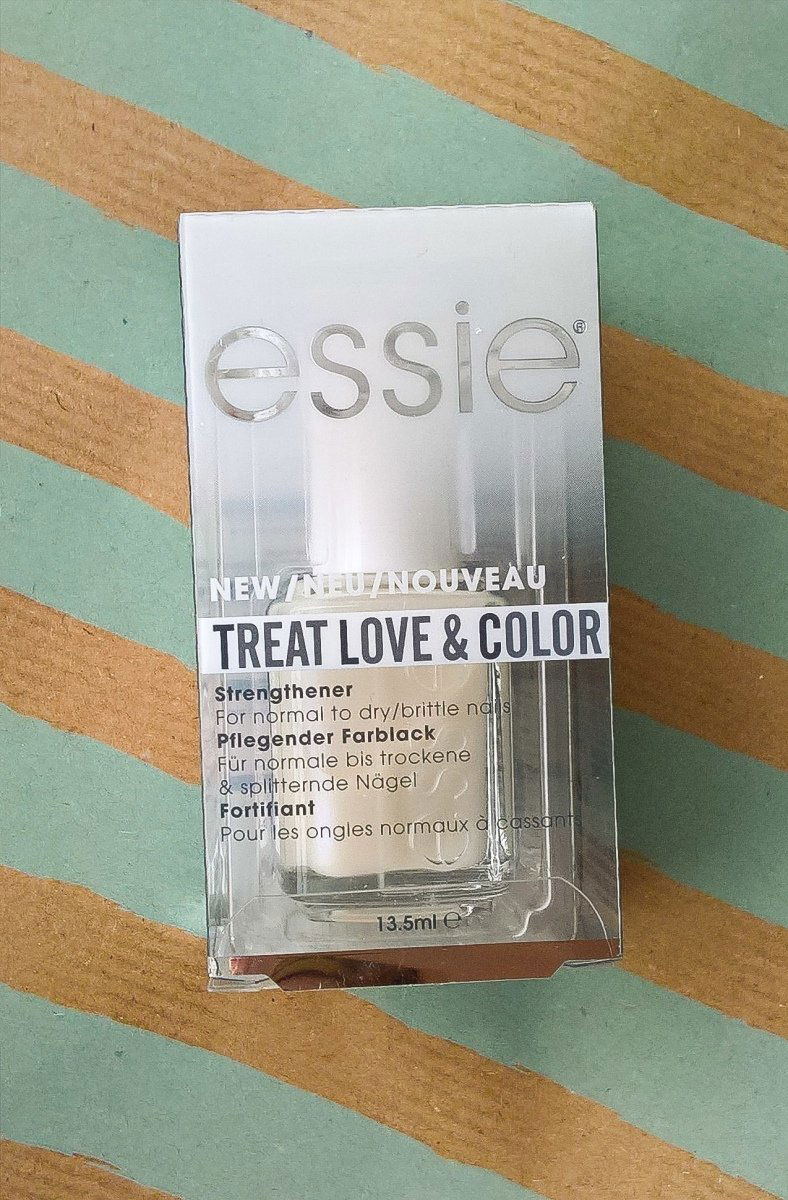 essie®
NEW/NEU/NOUVEAU
TREAT LOVE & COLOR
Strengthener
For normal to dry/brittle nails
Pflegender Farblack
Für normale bis trockene
& splitternde Nägel
Fortifiant
Pour les ongles normaux à cassants
13.5ml ℮